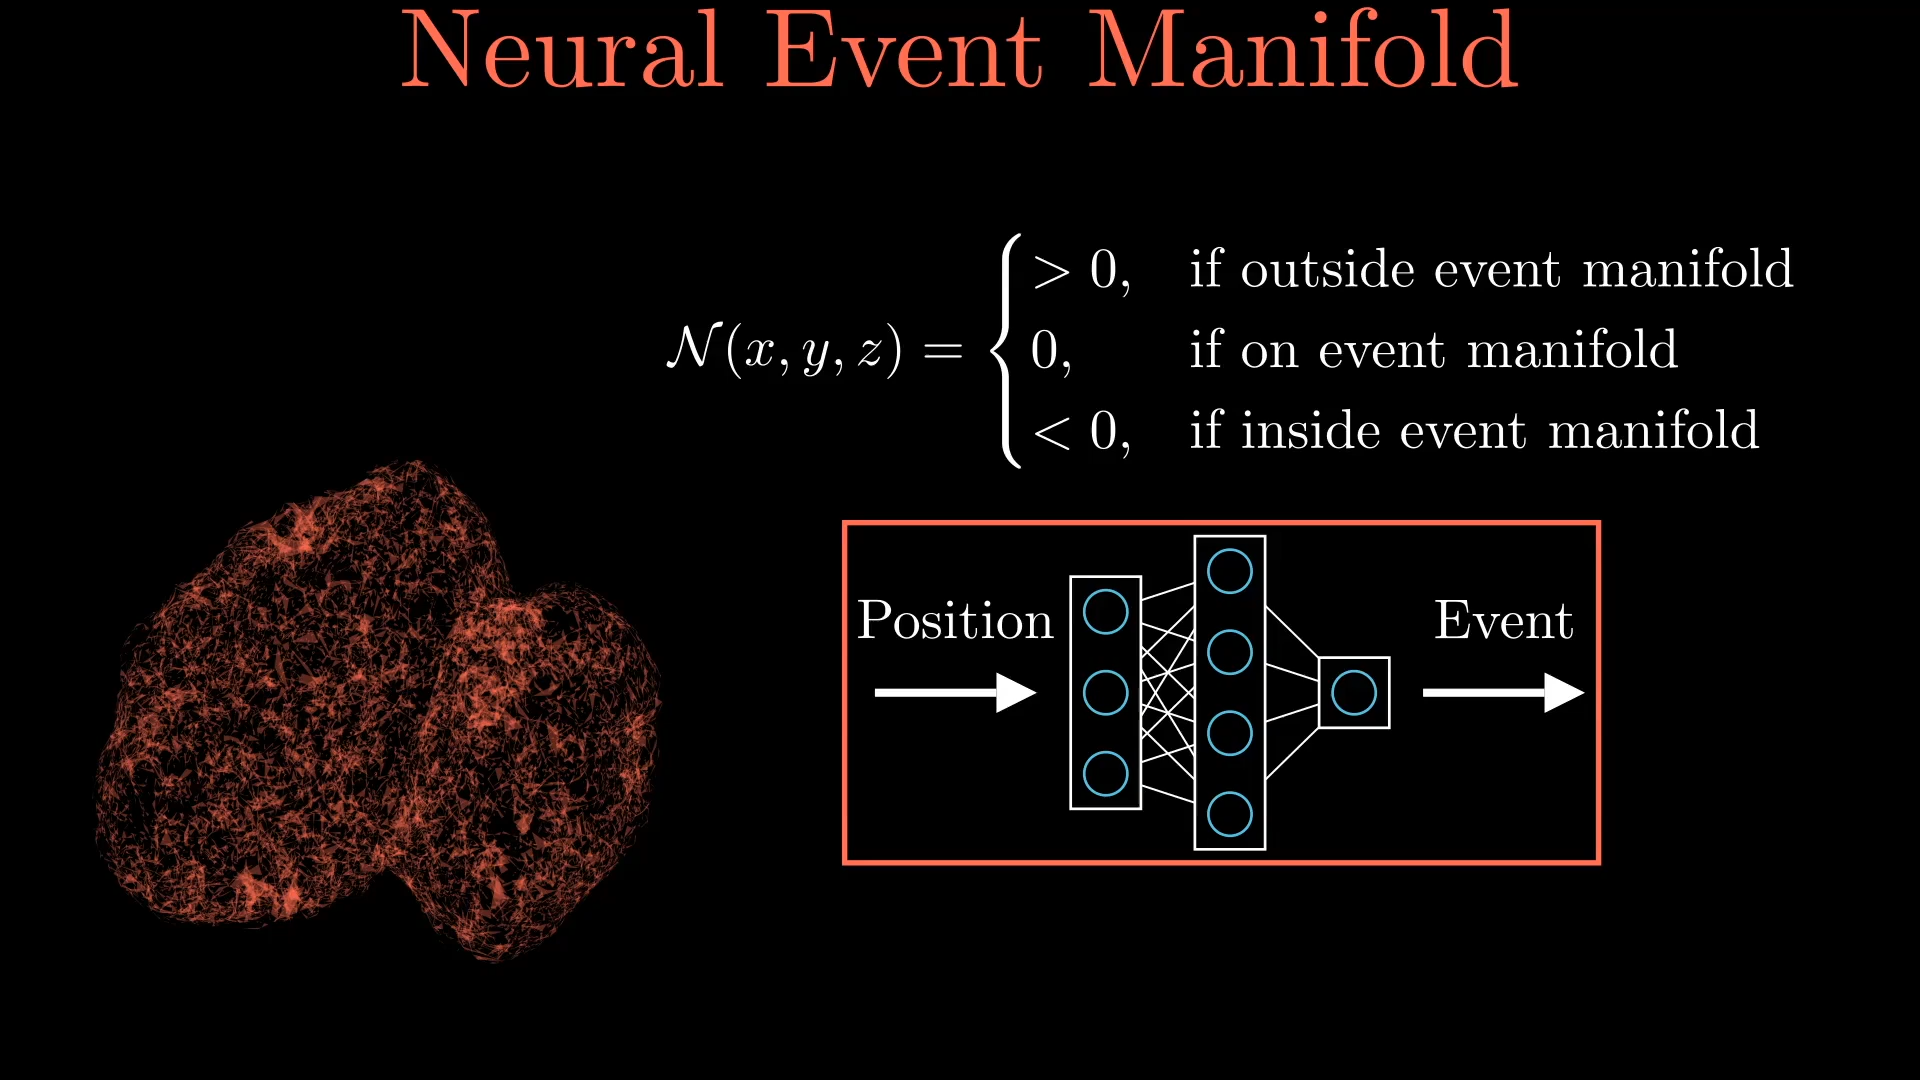 Neural Event Manifold
> 0, if outside event manifold
𝒩(x, y, z) = { 0, if on event manifold
< 0, if inside event manifold
Position
Event